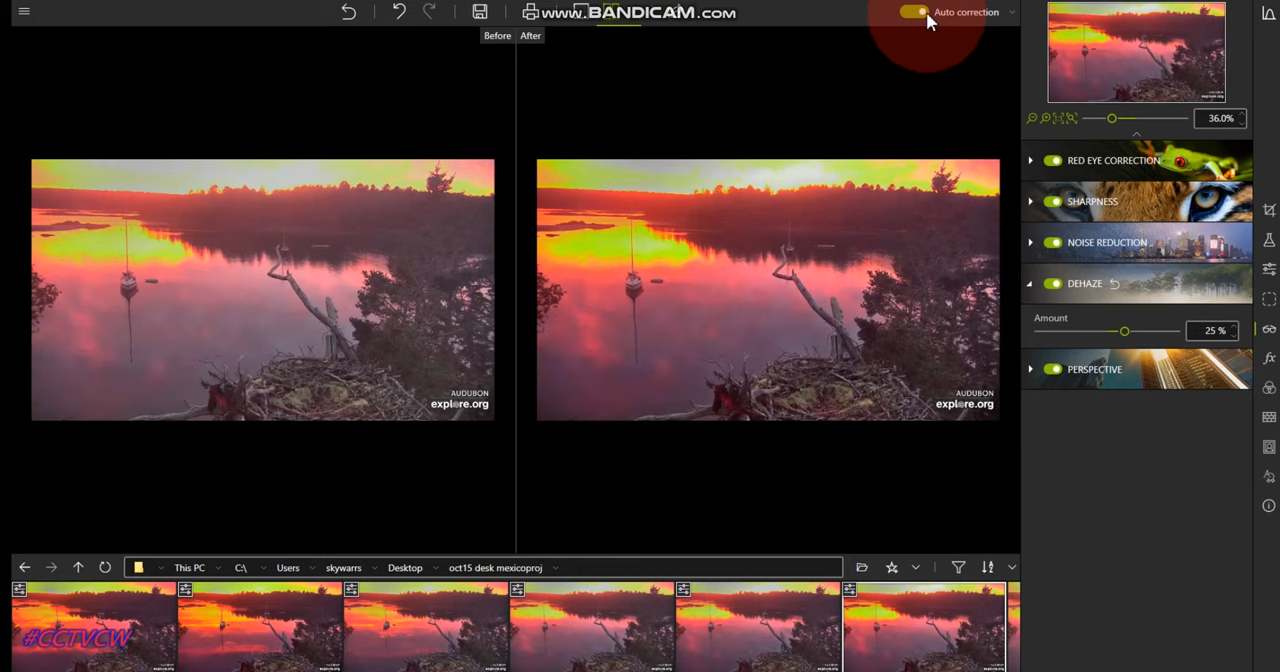 www.BANDICAM.com
Auto correction
Before After
36.0%
RED EYE CORRECTION
SHARPNESS
NOISE REDUCTION
DEHAZE
Amount
25 %
PERSPECTIVE
AUDUBON
explore.org
AUDUBON
explore.org
This PC C:\ Users skywarrs Desktop oct15 desk mexicoproj
#CCTVCW